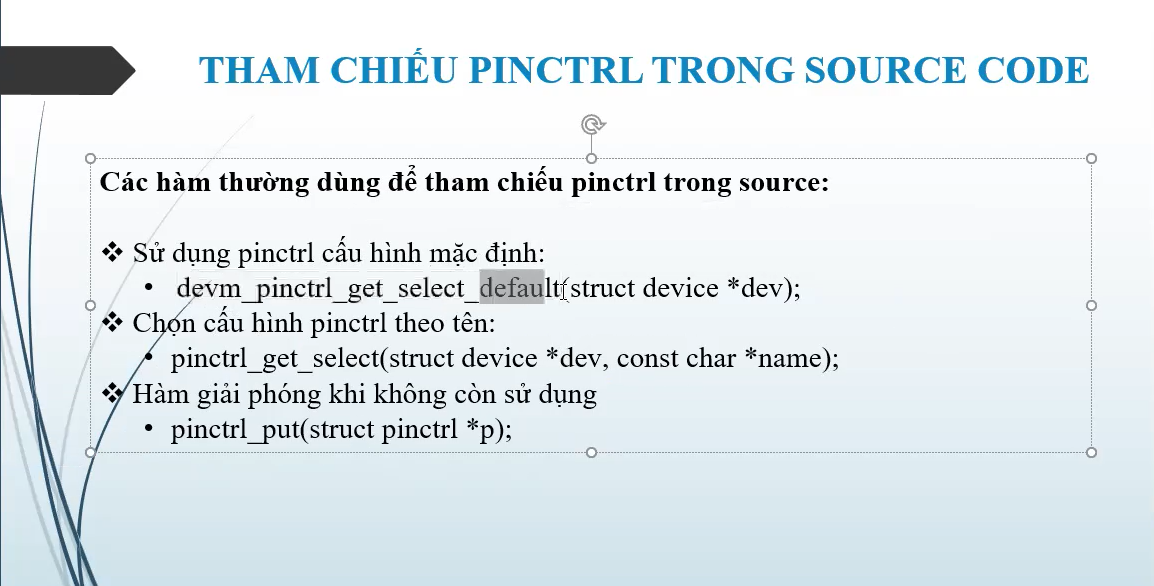 THAM CHIẾU PINCTRL TRONG SOURCE CODE
Các hàm thường dùng để tham chiếu pinctrl trong source:
❖ Sử dụng pinctrl cấu hình mặc định:
• devm_pinctrl_get_select_default(struct device *dev);
❖ Chọn cấu hình pinctrl theo tên:
• pinctrl_get_select(struct device *dev, const char *name);
❖ Hàm giải phóng khi không còn sử dụng
• pinctrl_put(struct pinctrl *p);